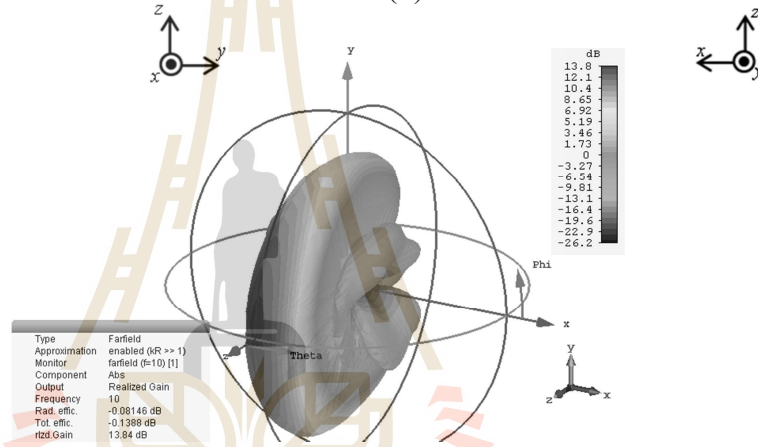 z
y
x
z
x
y
y
dB
13.8
12.1
10.4
8.65
6.92
5.19
3.46
1.73
0
-3.27
-6.54
-9.81
-13.1
-16.4
-19.6
-22.9
-26.2
Phi
x
z
Theta
y
z
x
Type Farfield
Approximation enabled (kR >> 1)
Monitor farfield (f=10) [1]
Component Abs
Output Realized Gain
Frequency 10
Rad. effic. -0.08146 dB
Tot. effic. -0.1388 dB
rlzd.Gain 13.84 dB